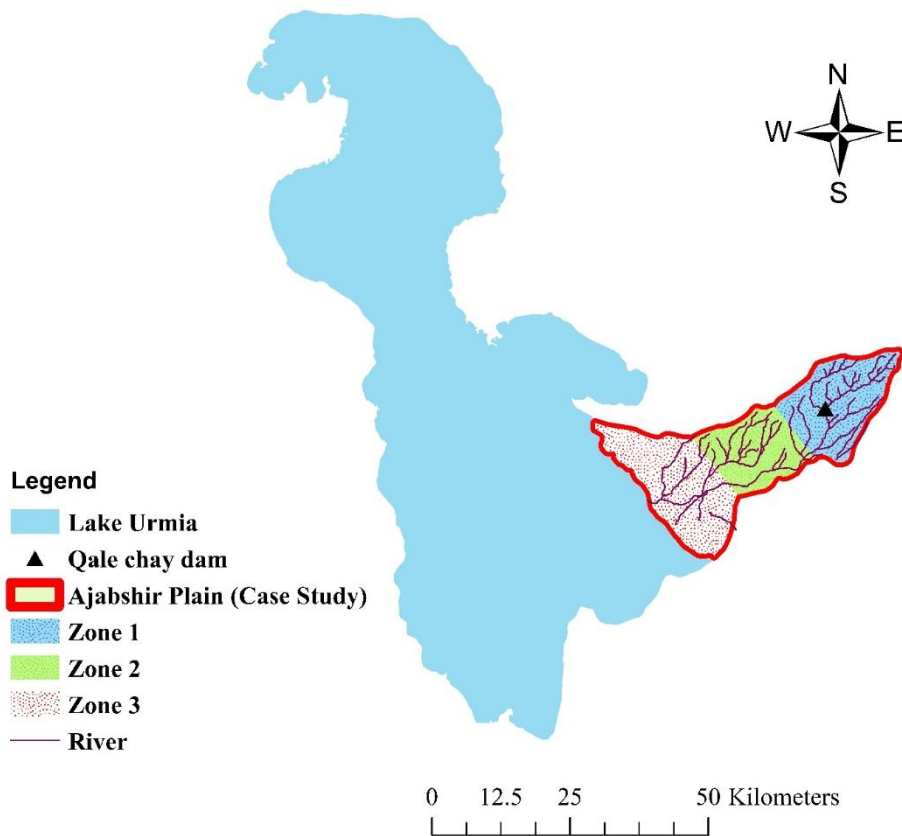 N
W E
S
Legend
Lake Urmia
Qale chay dam
Ajabshir Plain (Case Study)
Zone 1
Zone 2
Zone 3
River
0 12.5 25 50 Kilometers